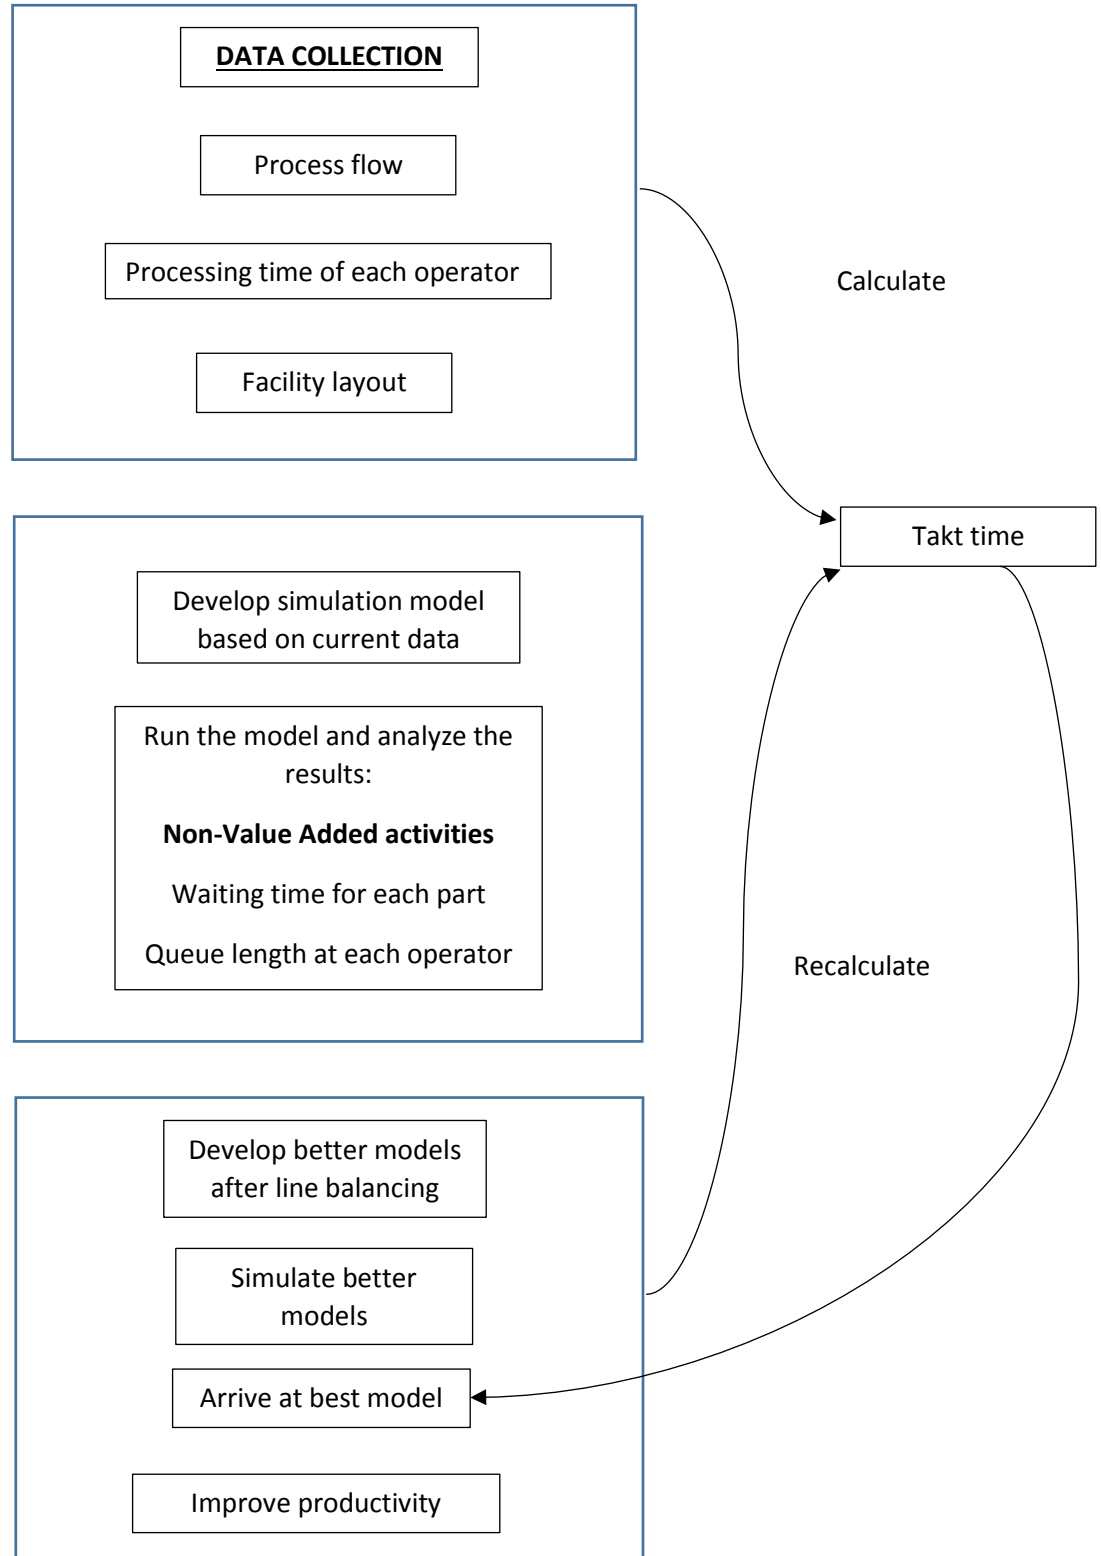 DATA COLLECTION
Process flow
Processing time of each operator
Calculate
Facility layout
Takt time
Develop simulation model
based on current data
Run the model and analyze the
results:
Non-Value Added activities
Waiting time for each part
Queue length at each operator
Recalculate
Develop better models
after line balancing
Simulate better
models
Arrive at best model
Improve productivity